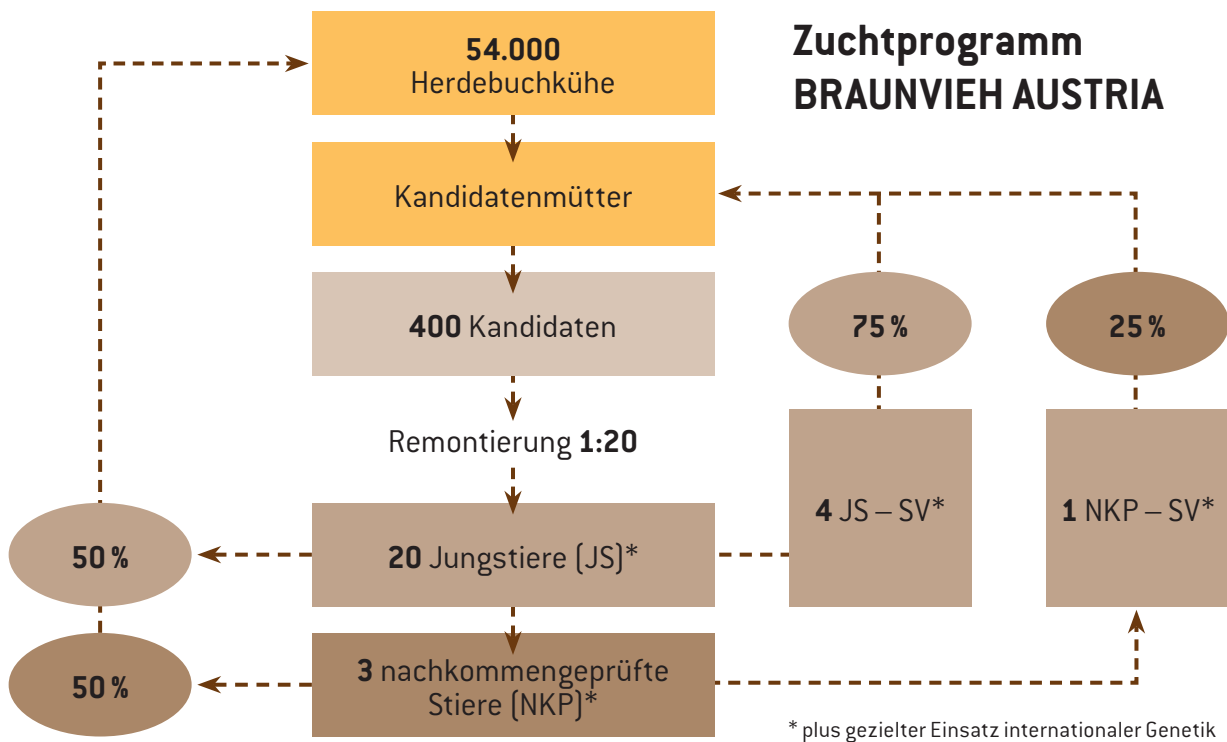 Zuchtprogramm
BRAUNVIEH AUSTRIA
54.000
Herdebuchkühe
Kandidatenmütter
400 Kandidaten
75 %
25 %
Remontierung 1:20
4 JS – SV*
1 NKP – SV*
50 %
20 Jungstiere (JS)*
50 %
3 nachkommengeprüfte
Stiere (NKP)*
* plus gezielter Einsatz internationaler Genetik